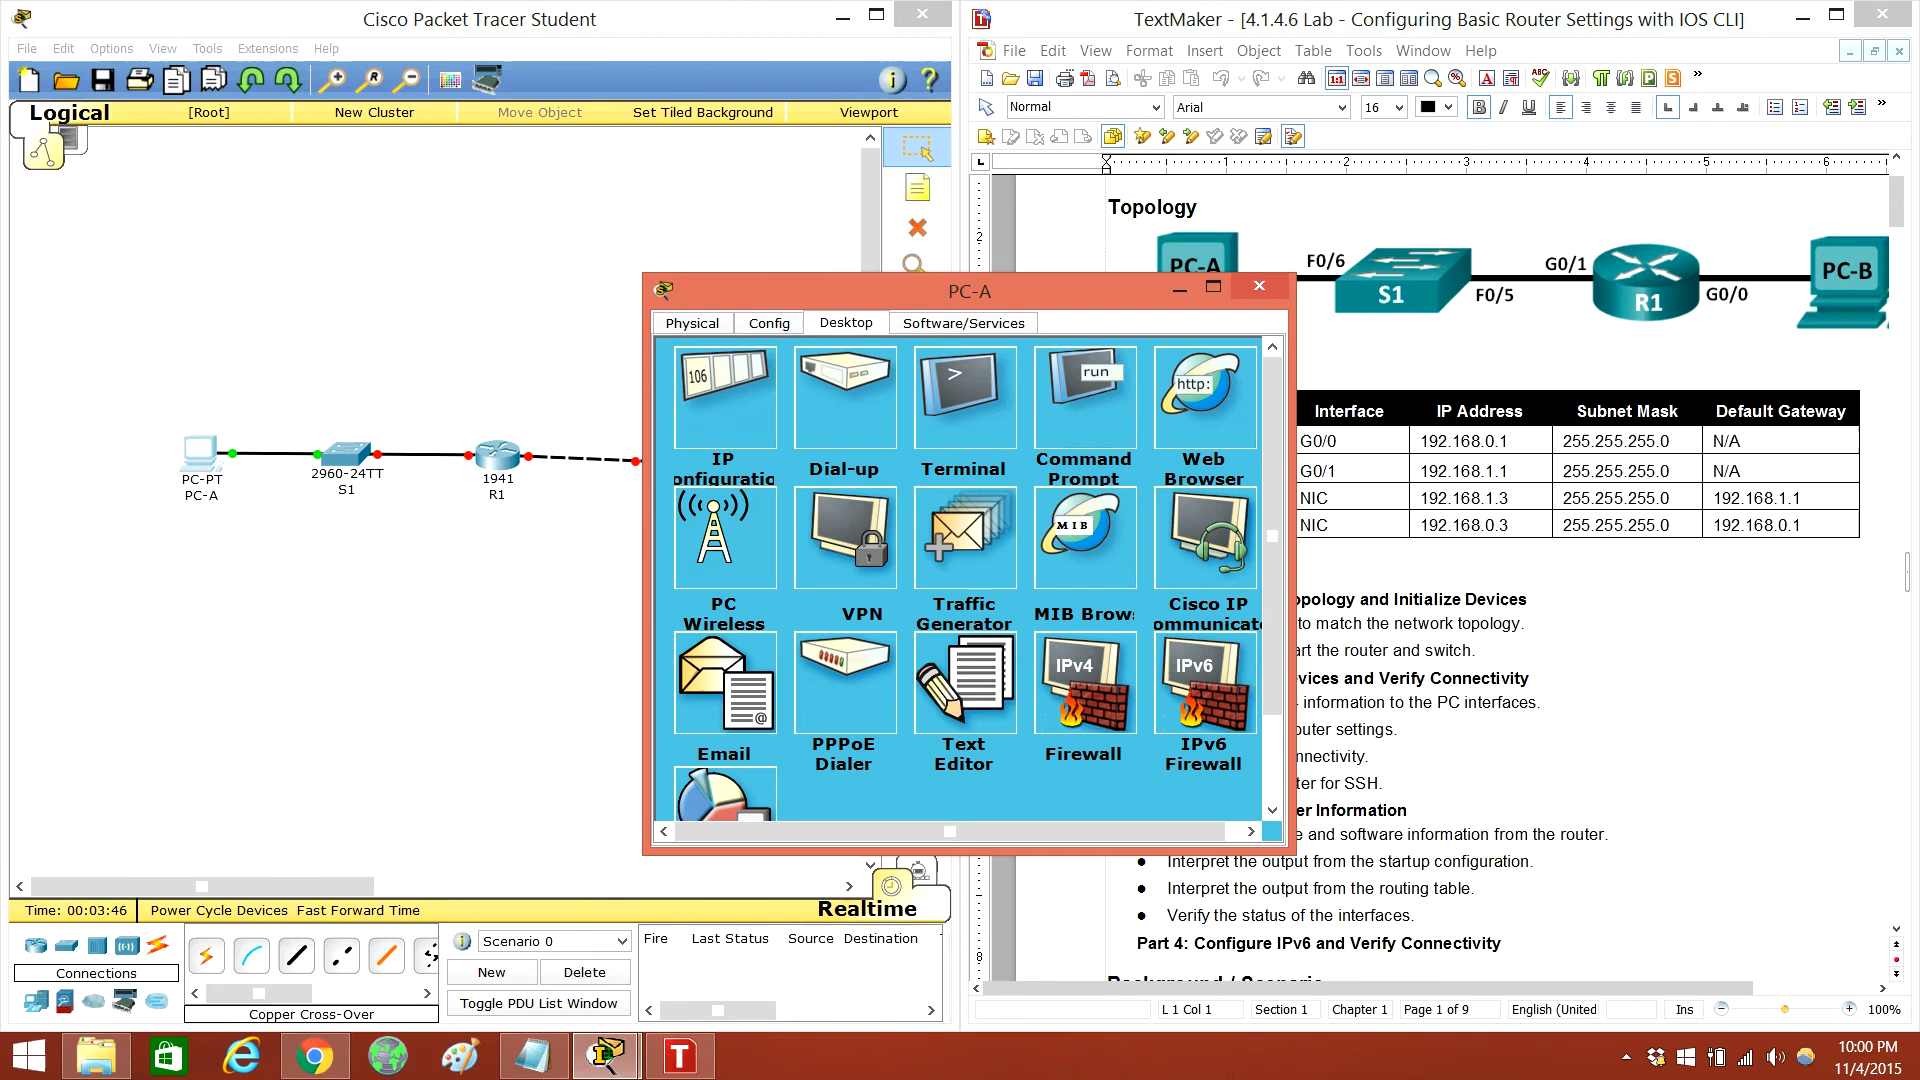 Cisco Packet Tracer Student
File Edit Options View Tools Extensions Help
Logical
[Root]
New Cluster
Move Object
Set Tiled Background
Viewport
PC-PT
PC-A
2960-24TT
S1
1941
R1
Time: 00:03:46
Power Cycle Devices Fast Forward Time
Realtime
Connections
Copper Cross-Over
Scenario 0
New
Delete
Toggle PDU List Window
Fire Last Status Source Destination
PC-A
Physical Config Desktop Software/Services
106
>
run
http:
IP
onfiguratio
Dial-up
Terminal
Command
Prompt
Web
Browser
MIB
PC
Wireless
VPN
Traffic
Generator
MIB Brow
Cisco IP
ommunicat
@
IPv4
IPv6
Email
PPPoE
Dialer
Text
Editor
Firewall
IPv6
Firewall
TextMaker - [4.1.4.6 Lab - Configuring Basic Router Settings with IOS CLI]
File Edit View Format Insert Object Table Tools Window Help
Normal
Arial
16
1 2 3 4 5 6
2
8
Topology
PC-A
F0/6
S1
F0/5
G0/1
R1
G0/0
PC-B
Interface IP Address Subnet Mask Default Gateway
G0/0 192.168.0.1 255.255.255.0 N/A
G0/1 192.168.1.1 255.255.255.0 N/A
NIC 192.168.1.3 255.255.255.0 192.168.1.1
NIC 192.168.0.3 255.255.255.0 192.168.0.1
opology and Initialize Devices
to match the network topology.
art the router and switch.
evices and Verify Connectivity
information to the PC interfaces.
outer settings.
nnectivity.
ter for SSH.
er Information
e and software information from the router.
● Interpret the output from the startup configuration.
● Interpret the output from the routing table.
● Verify the status of the interfaces.
Part 4: Configure IPv6 and Verify Connectivity
L 1 Col 1
Section 1
Chapter 1
Page 1 of 9
English (United
Ins
100%
10:00 PM
11/4/2015